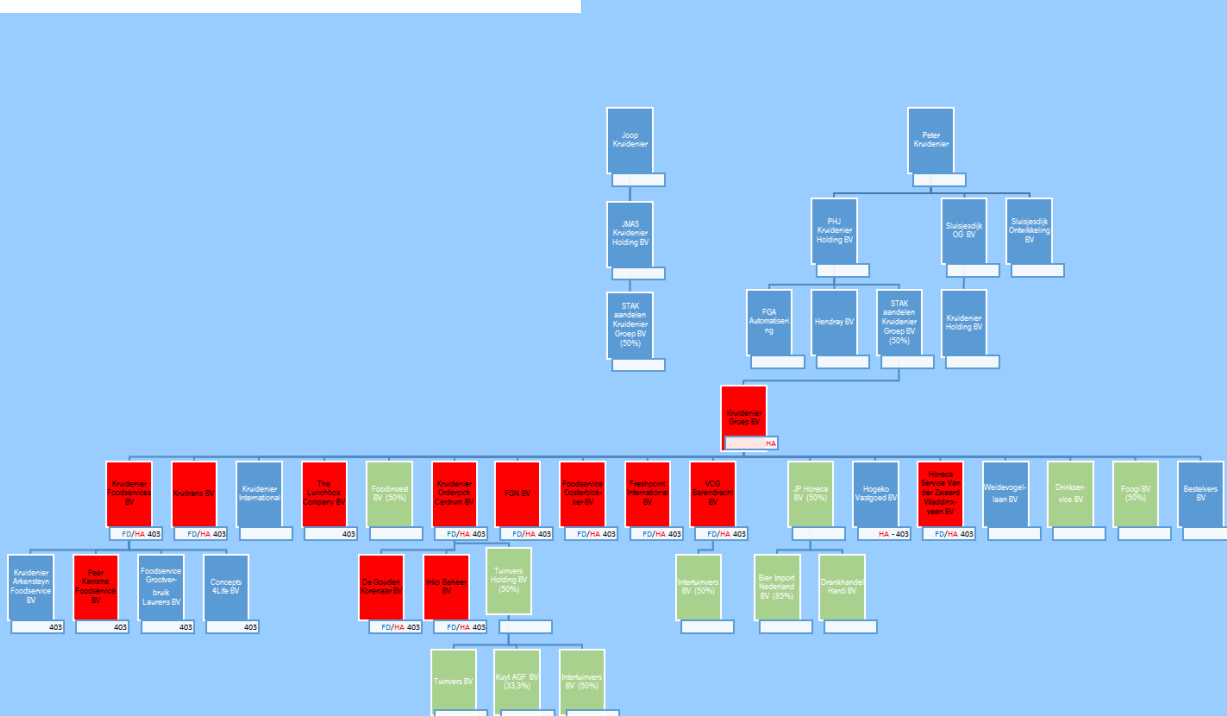 Joop
Kruidenier
Peter
Kruidenier
JMAS
Kruidenier
Holding BV
PHJ
Kruidenier
Holding BV
Sluisjesdijk
OG BV
Sluisjesdijk
Ontwikkeling
BV
STAK
aandelen
Kruidenier
Groep BV
(50%)
FGA
Automatiseri
ng
Hendray BV
STAK
aandelen
Kruidenier
Groep BV
(50%)
Kruidenier
Holding BV
Kruidenier
Groep BV
HA
Kruidenier
Foodservices
BV
FD/HA 403
Kruitrans BV
FD/HA 403
Kruidenier
International
The
Lunchbox
Company BV
403
Foodinvest
BV (50%)
Kruidenier
Orderpick
Centrum BV
FD/HA 403
FGN BV
FD/HA 403
Foodservice
Oosterblok-
ker BV
FD/HA 403
Freshpoint
International
BV
FD/HA 403
VCG
Barendrecht
BV
FD/HA 403
JP Horeca
BV (50%)
Hogeko
Vastgoed BV
HA - 403
Horeca
Service Van
der Zwaard
Waddinx-
veen BV
FD/HA 403
Weidevogel-
laan BV
Drinkser-
vice BV
Foogi BV
(50%)
Bestelvers
BV
Kruidenier
Arkensteyn
Foodservice
BV
403
Peer
Foodservice
BV
403
Foodservice
Grootver-
bruik
Laurens BV
403
Concepts
4Life BV
403
De Gouden
Korenaar BV
FD/HA 403
Inko Beheer
BV
FD/HA 403
Tuinvers
Holding BV
(50%)
Intertuinvers
BV (50%)
Bier Import
Nederland
BV (85%)
Drankhandel
Hardi BV
Tuinvers BV
Kuyt AGF BV
(33,3%)
Intertuinvers
BV (50%)